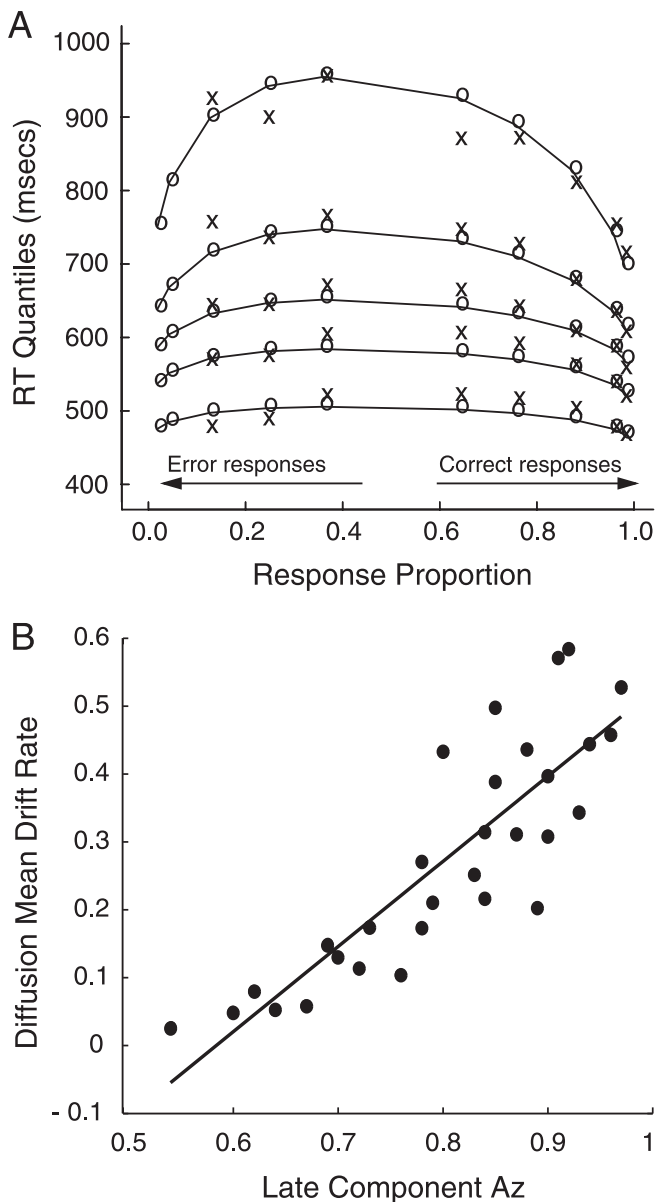 A
RT Quantiles (msecs)
1000
900
800
700
600
500
400
Error responses
Correct responses
0.0 0.2 0.4 0.6 0.8 1.0
Response Proportion
B
Diffusion Mean Drift Rate
0.6
0.5
0.4
0.3
0.2
0.1
0
- 0.1
0.5 0.6 0.7 0.8 0.9 1
Late Component Az